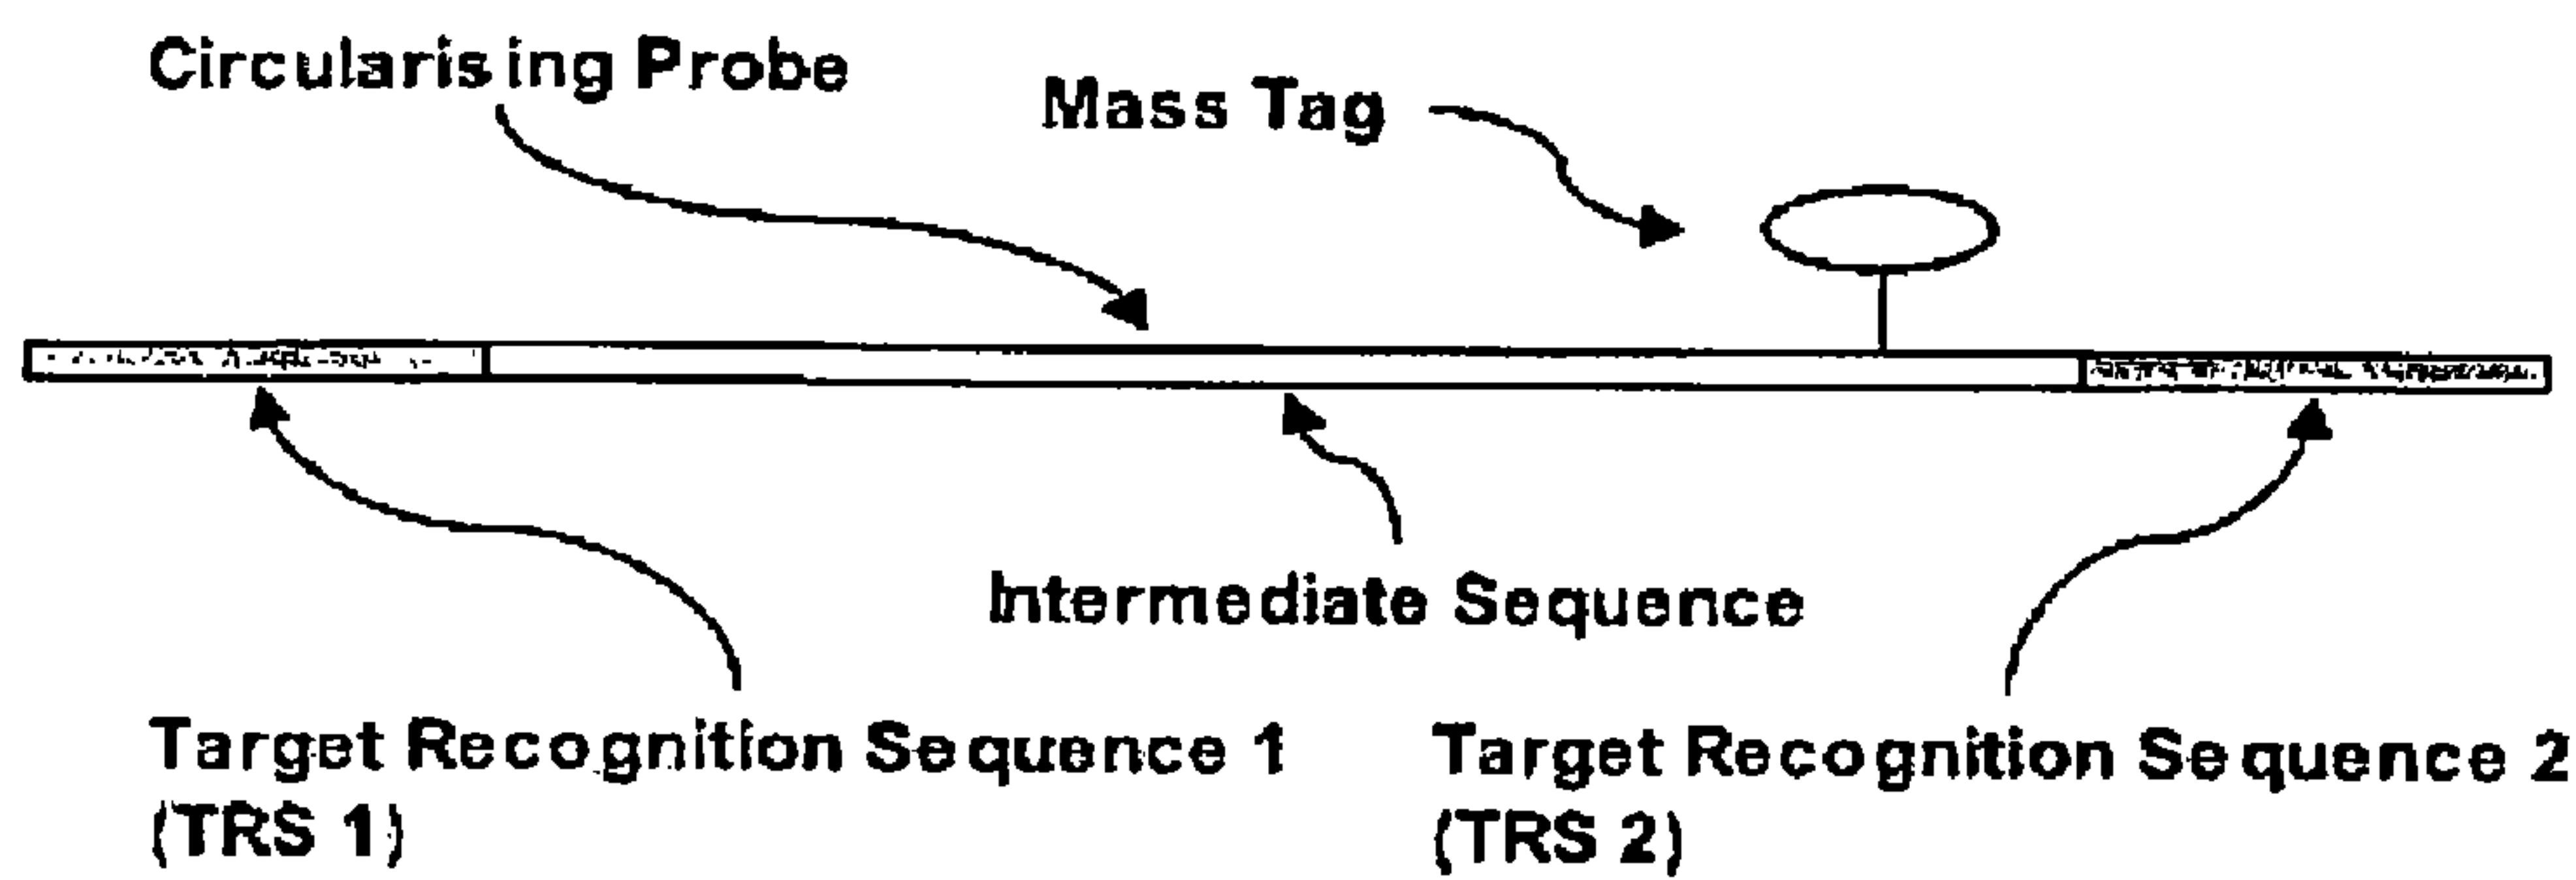 Circularising Probe
Mass Tag
Intermediate Sequence
Target Recognition Sequence 1
(TRS 1)
Target Recognition Sequence 2
(TRS 2)